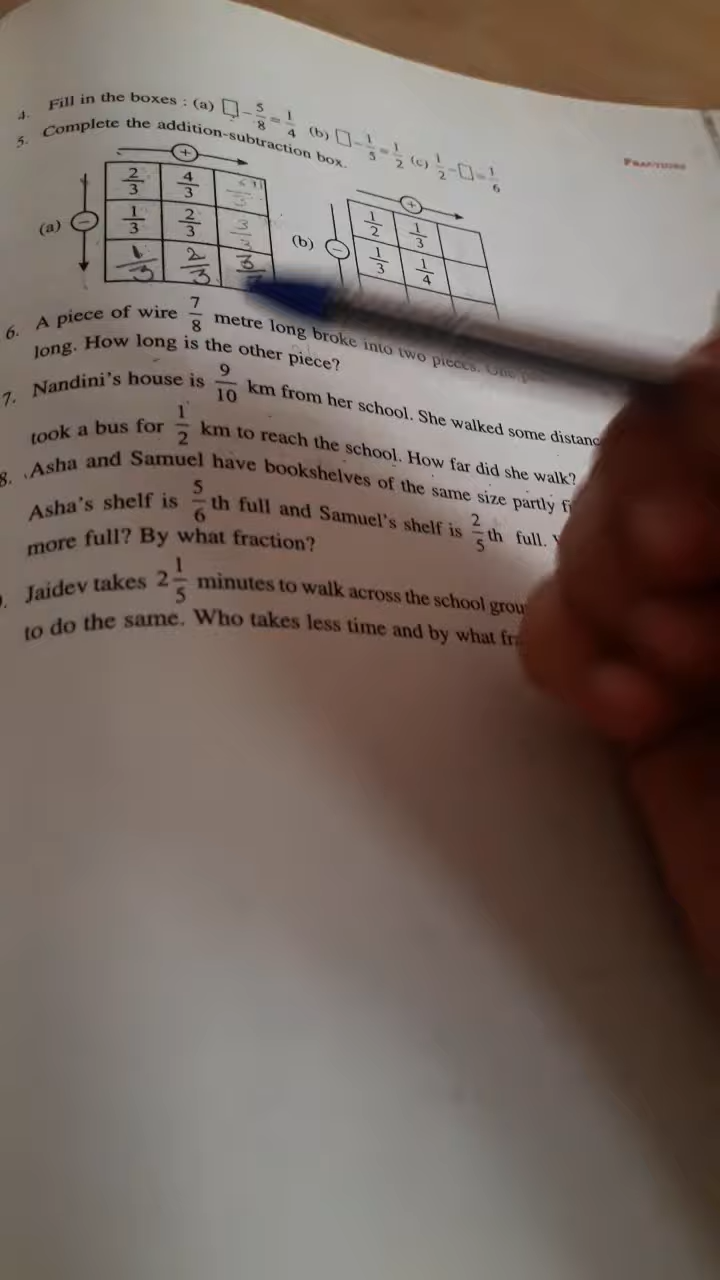 FRACTIONS
4. Fill in the boxes : (a) □ - 5/8 = 1/4 (b) □ - 1/5 = 1/2 (c) 1/2 - □ = 1/6
5. Complete the addition-subtraction box.
(a) + −
2/3 4/3
1/3 2/3 3/3
1/3 2/3 3/
(b) + −
1/2 1/3
1/3 1/4
6. A piece of wire 7/8 metre long broke into two pieces. One
long. How long is the other piece?
7. Nandini's house is 9/10 km from her school. She walked some
took a bus for 1/2 km to reach the school. How far did she walk?
8. Asha and Samuel have bookshelves of the same size partly
Asha's shelf is 5/6 th full and Samuel's shelf is 2/5 th full.
more full? By what fraction?
Jaidev takes 2 1/5 minutes to walk across the school
to do the same. Who takes less time and by what